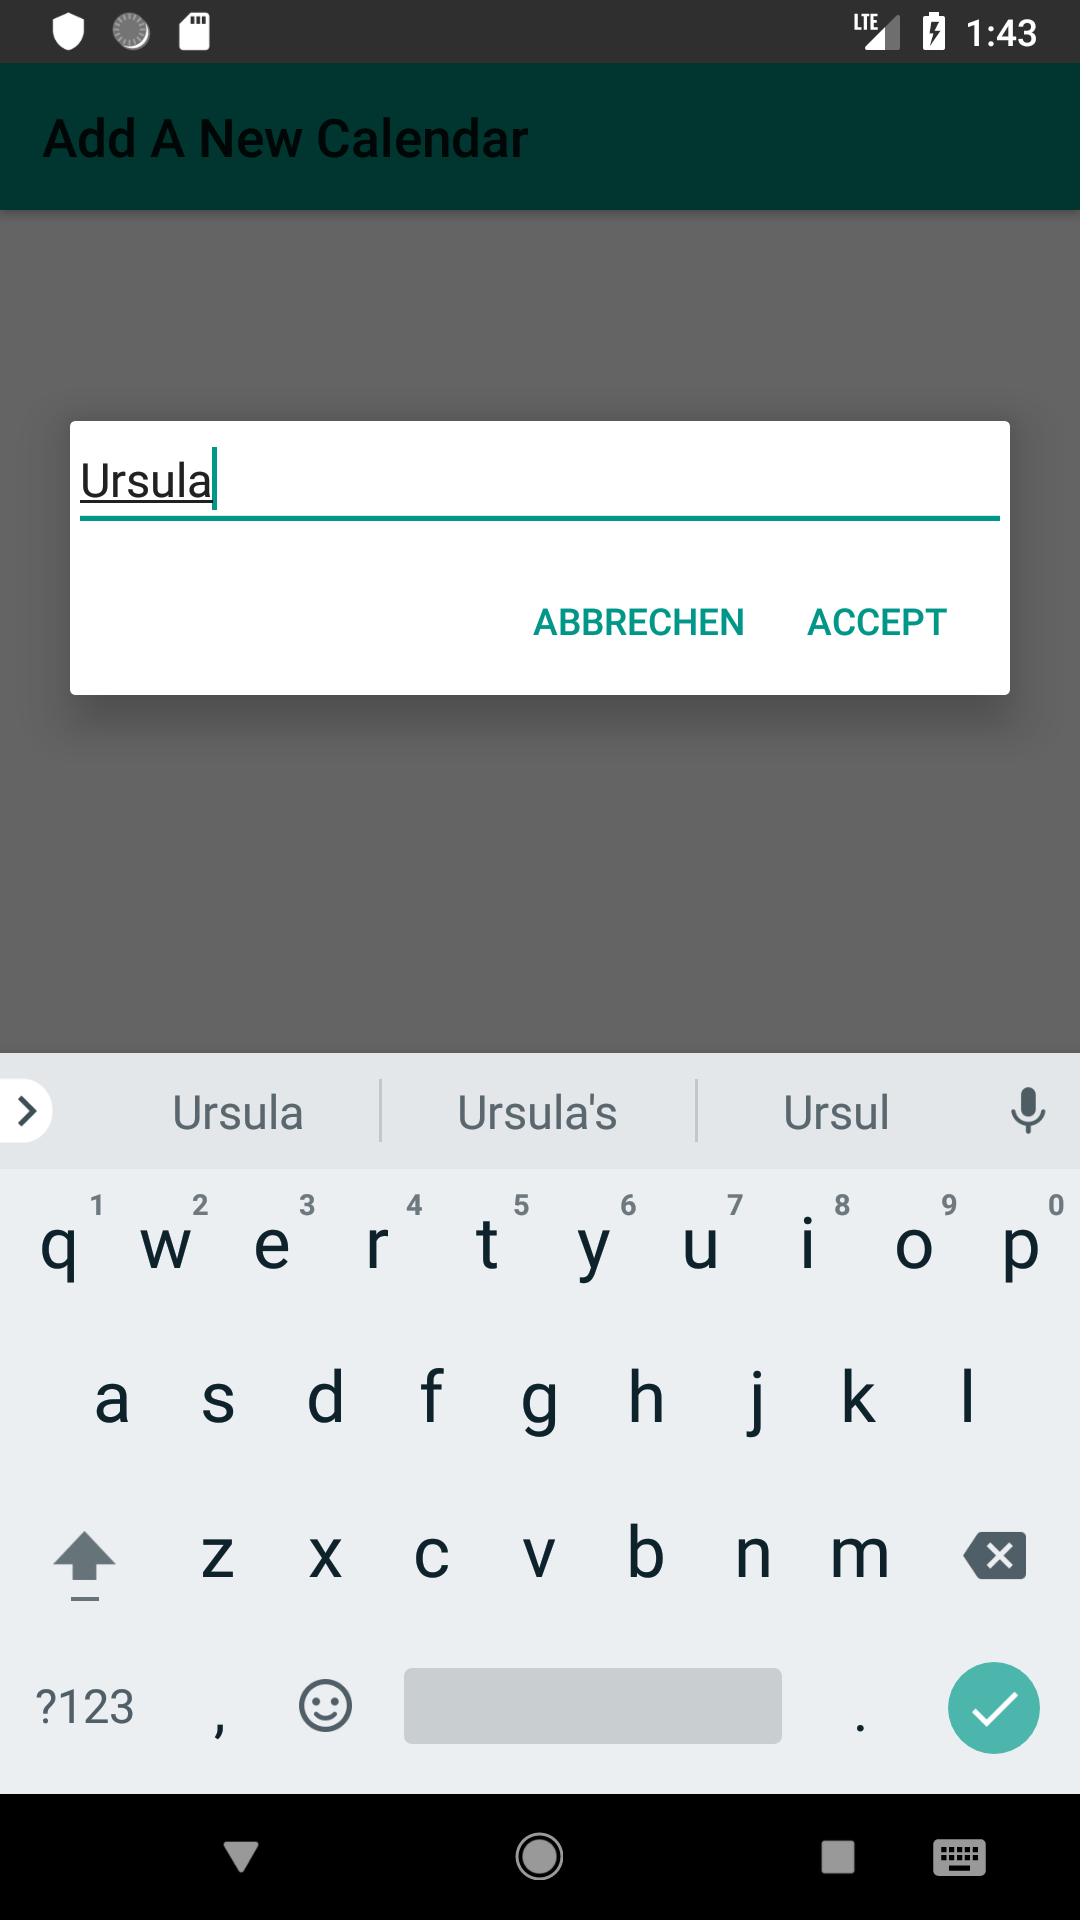 LTE 1:43
Add A New Calendar
Ursula
ABBRECHEN ACCEPT
Ursula Ursula's Ursul
1 2 3 4 5 6 7 8 9 0
q w e r t y u i o p
a s d f g h j k l
z x c v b n m
?123 , .